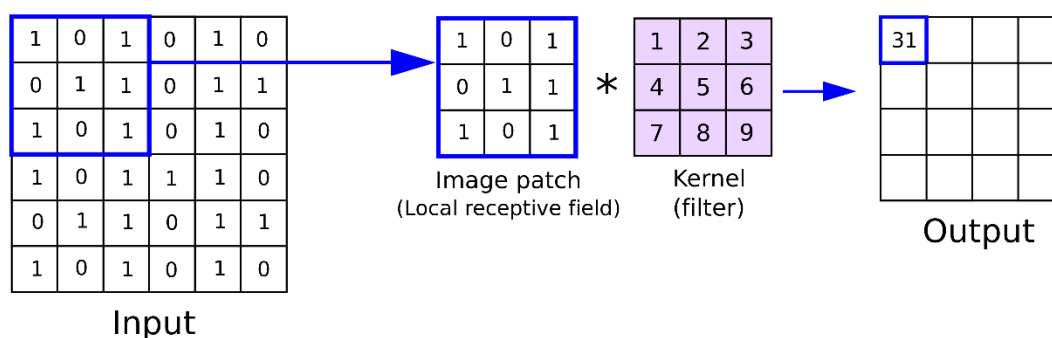 1 0 1 0 1 0
0 1 1 0 1 1
1 0 1 0 1 0
1 0 1 1 1 0
0 1 1 0 1 1
1 0 1 0 1 0
Input
1 0 1
0 1 1
1 0 1
Image patch
(Local receptive field)
*
1 2 3
4 5 6
7 8 9
Kernel
(filter)
31
Output